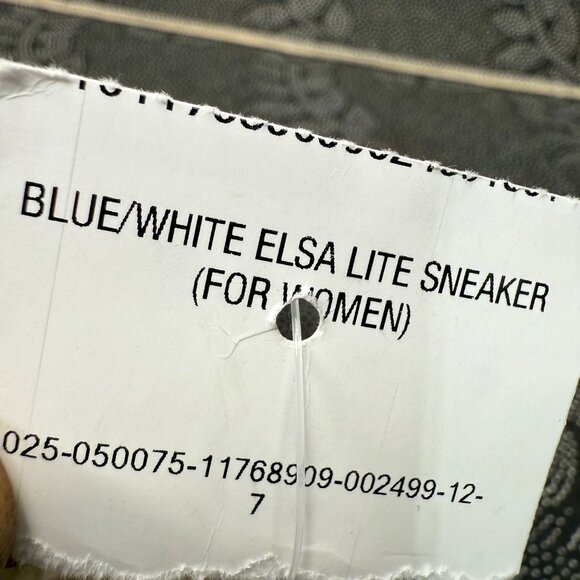 BLUE/WHITE ELSA LITE SNEAKER
(FOR WOMEN)
025-050075-11768909-002499-12-
7